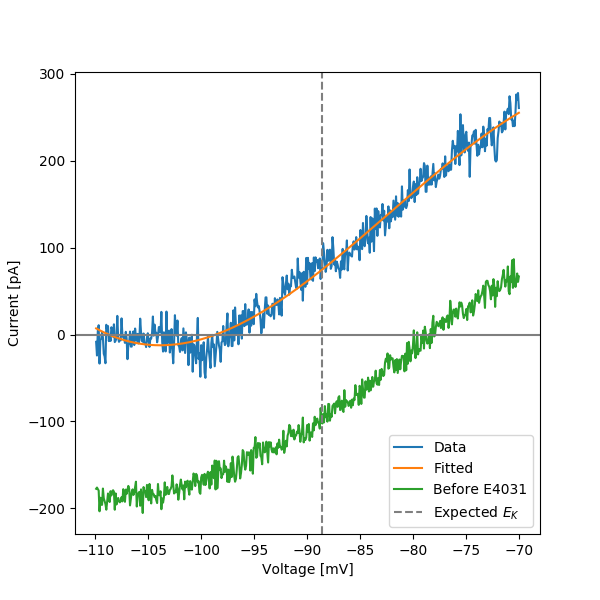 300
200
100
0
−100
−200
Current [pA]
Data
Fitted
Before E4031
Expected E_K
−110 −105 −100 −95 −90 −85 −80 −75 −70
Voltage [mV]